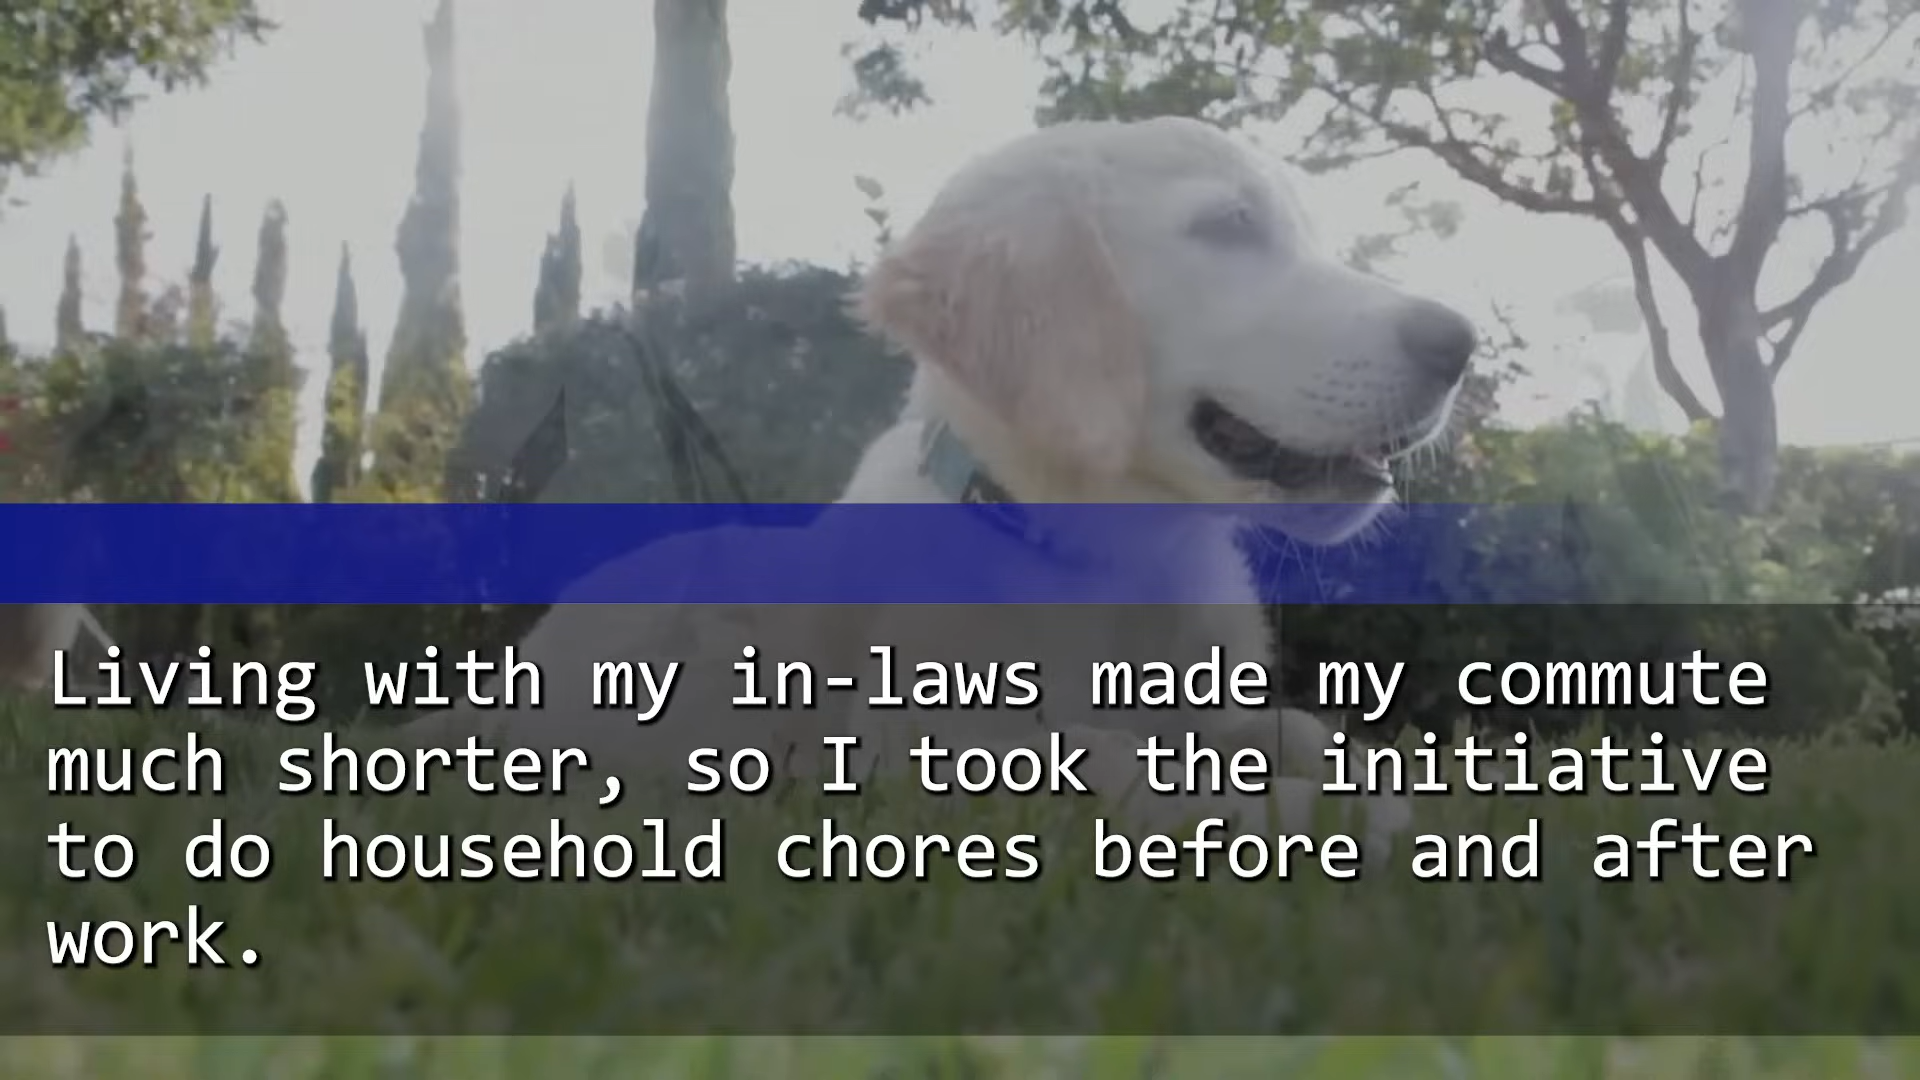 Living with my in-laws made my commute
much shorter, so I took the initiative
to do household chores before and after
work.